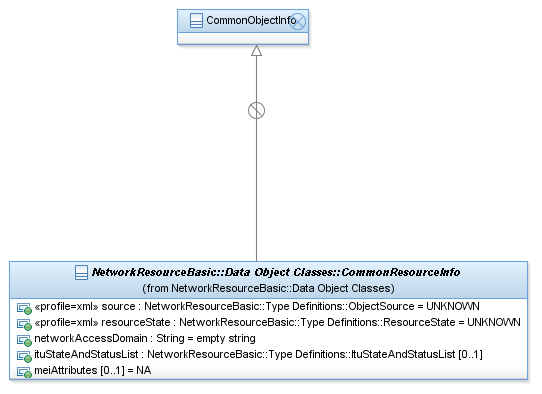 CommonObjectInfo
NetworkResourceBasic::Data Object Classes::CommonResourceInfo
(from NetworkResourceBasic::Data Object Classes)
«profile=xml» source : NetworkResourceBasic::Type Definitions::ObjectSource = UNKNOWN
«profile=xml» resourceState : NetworkResourceBasic::Type Definitions::ResourceState = UNKNOWN
networkAccessDomain : String = empty string
ituStateAndStatusList : NetworkResourceBasic::Type Definitions::ItuStateAndStatusList [0..1]
meiAttributes [0..1] = NA